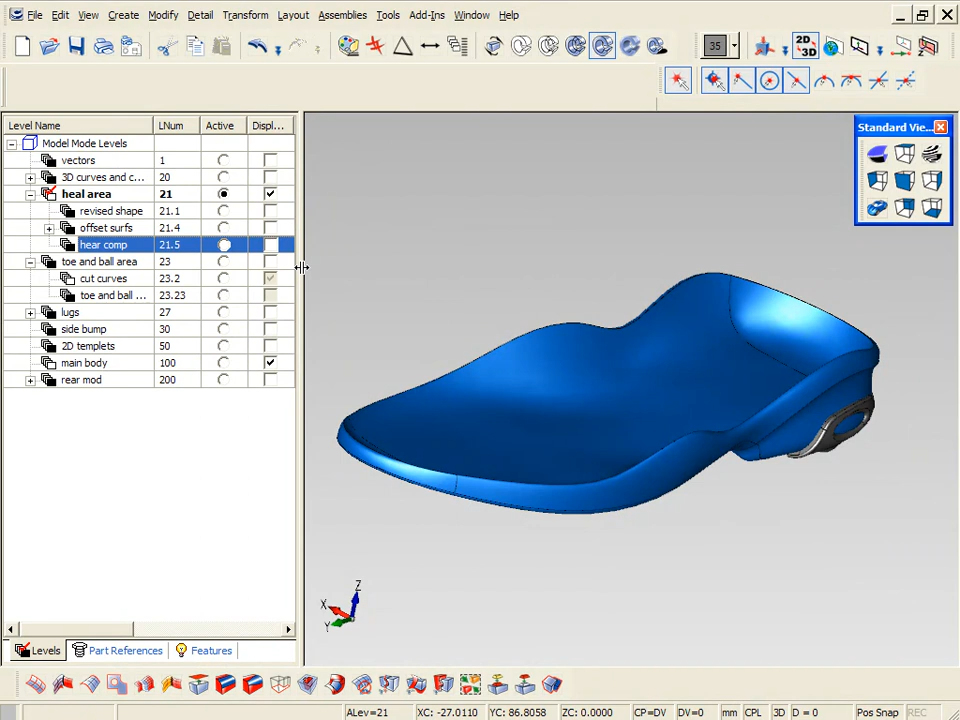 File Edit View Create Modify Detail Transform Layout Assemblies Tools Add-Ins Window Help
35 2D 3D
Level Name LNum Active Displ...
Standard Vie...
Model Mode Levels
vectors 1
3D curves and c... 20
heal area 21
revised shape 21.1
offset surfs 21.4
hear comp 21.5
toe and ball area 23
cut curves 23.2
toe and ball ... 23.23
lugs 27
side bump 30
2D templets 50
main body 100
rear mod 200
Z
X
Y
Levels Part References Features
ALev=21 XC: -27.0110 YC: 86.8058 ZC: 0.0000 CP=DV DV=0 mm CPL 3D D = 0 Pos Snap REC